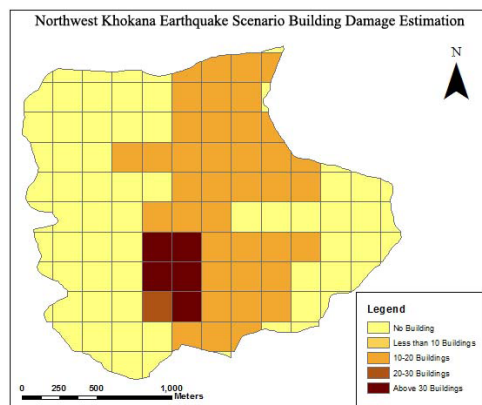 Northwest Khokana Earthquake Scenario Building Damage Estimation
N
Legend
No Building
Less than 10 Buildings
10-20 Buildings
20-30 Buildings
Above 30 Buildings
0 250 500 1,000
Meters